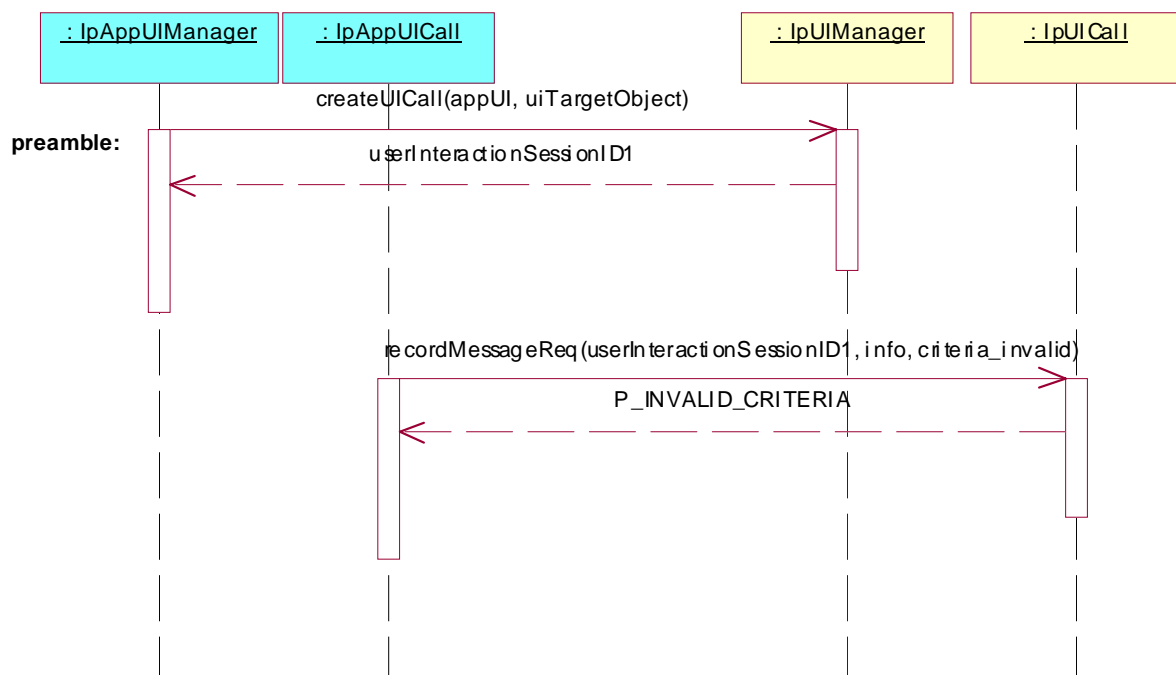 : IpAppUIManager
: IpAppUICall
: IpUIManager
: IpUICall
createUICall(appUI, uiTargetObject)
preamble:
userInteractionSessionID1
recordMessageReq(userInteractionSessionID1, info, criteria_invalid)
P_INVALID_CRITERIA